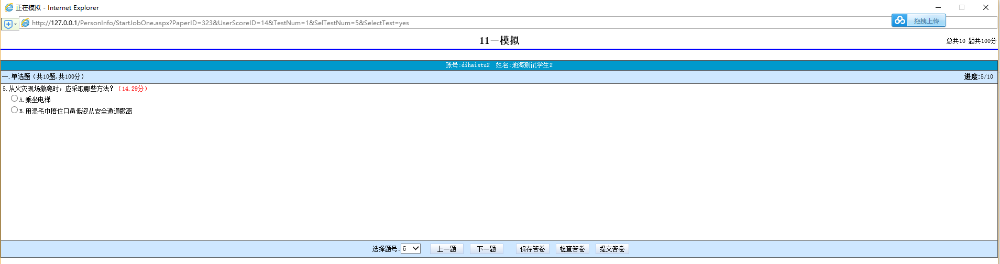 正在模拟 - Internet Explorer
http://127.0.0.1/PersonInfo/StartJobOne.aspx?PaperID=323&UserScoreID=14&TestNum=1&SelTestNum=5&SelectTest=yes
拖拽上传
11－模拟
总共10 题共100分
账号:dihaistu2 姓名:地海测试学生2
一.单选题（共10题,共100分）
进度:5/10
5.从火灾现场撤离时，应采取哪些方法？（14.29分）
A.乘坐电梯
B.用湿毛巾捂住口鼻低姿从安全通道撤离
选择题号: 5 上一题 下一题 保存答卷 检查答卷 提交答卷